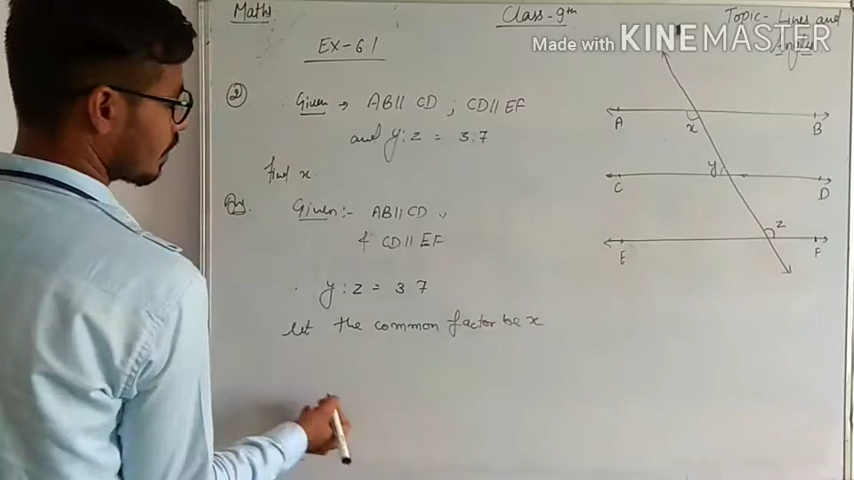 Maths
Class-9th
Topic- Lines and
Angles
Made with KINEMASTER
Ex-6.1
② Given → AB || CD ; CD || EF
and y:z = 3:7
find x
Given :- AB || CD
& CD || EF
y:z = 3:7
let the common factor be x
A
x
B
C
y
D
E
z
F